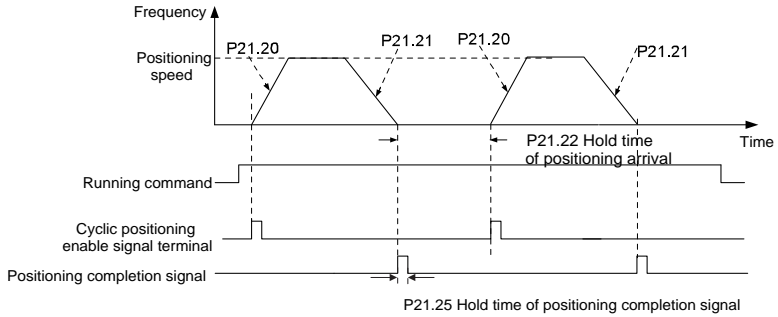 Frequency
Positioning
speed
P21.20
P21.21
P21.20
P21.21
Time
P21.22 Hold time
of positioning arrival
Running command
Cyclic positioning
enable signal terminal
Positioning completion signal
P21.25 Hold time of positioning completion signal